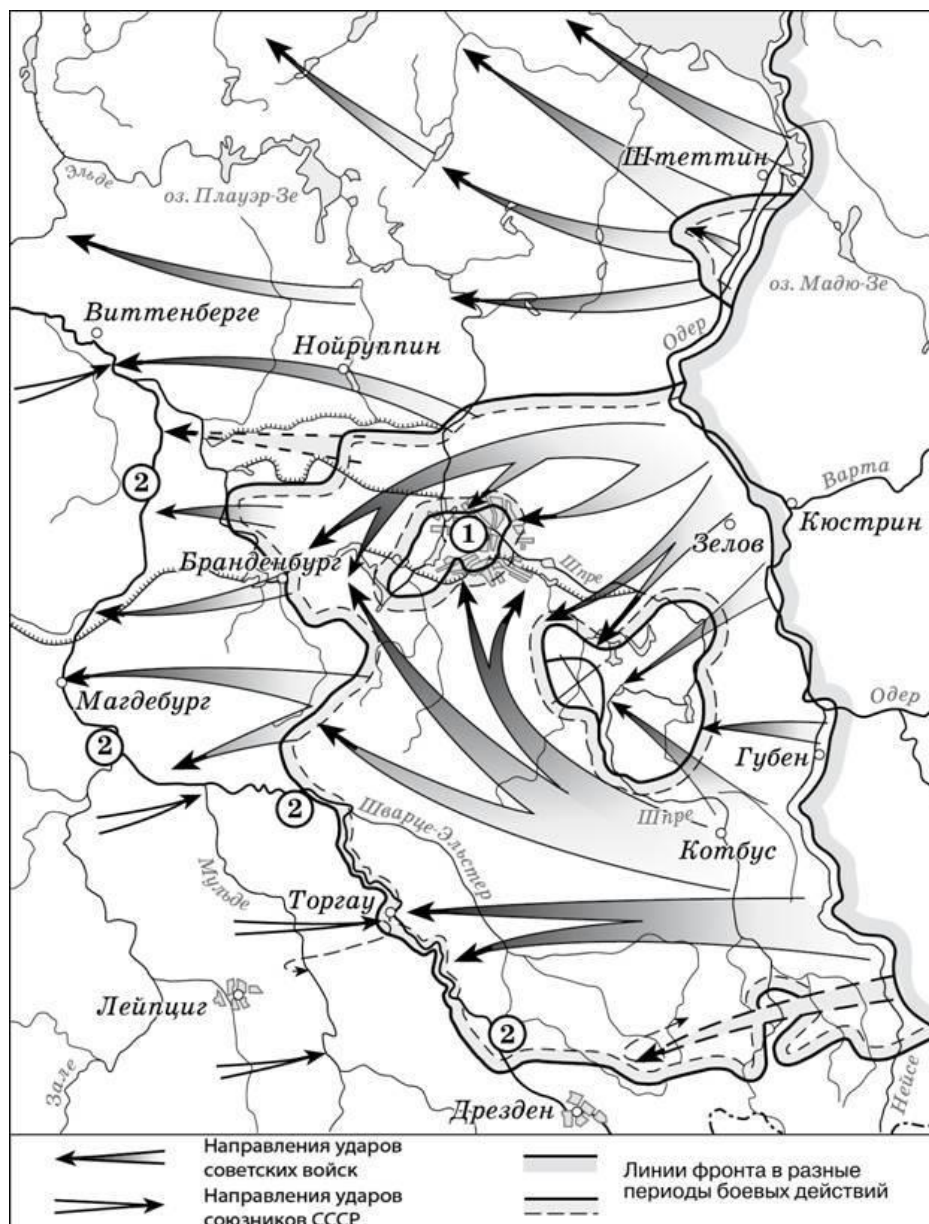 Штеттин
Эльде
оз. Плауэр-Зе
оз. Мадю-Зе
Виттенберге
Нойруппин
Одер
2
Варта
Кюстрин
1
Зелов
Бранденбург
Шпре
Магдебург
Одер
2
Губен
2
Шварце-Эльстер
Шпре
Котбус
Мульде
Торгау
Лейпциг
2
Зале
Дрезден
Нейсе
Направления ударов
советских войск
Направления ударов
союзников СССР
Линии фронта в разные
периоды боевых действий